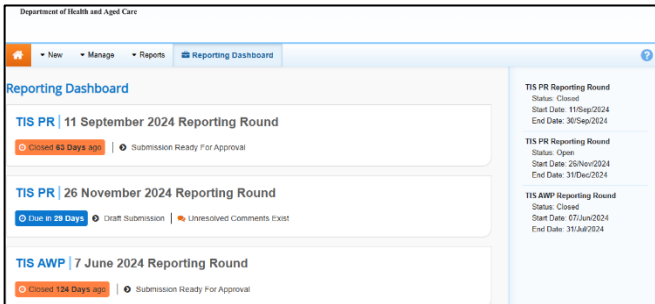 Department of Health and Aged Care
New Manage Reports Reporting Dashboard ?
Reporting Dashboard
TIS PR | 11 September 2024 Reporting Round
Closed 63 Days ago | Submission Ready For Approval
TIS PR | 26 November 2024 Reporting Round
Due in 29 Days Draft Submission | Unresolved Comments Exist
TIS AWP | 7 June 2024 Reporting Round
Closed 124 Days ago | Submission Ready For Approval
TIS PR Reporting Round
Status: Closed
Start Date: 11/Sep/2024
End Date: 30/Sep/2024
TIS PR Reporting Round
Status: Open
Start Date: 26/Nov/2024
End Date: 31/Dec/2024
TIS AWP Reporting Round
Status: Closed
Start Date: 07/Jun/2024
End Date: 31/Jul/2024